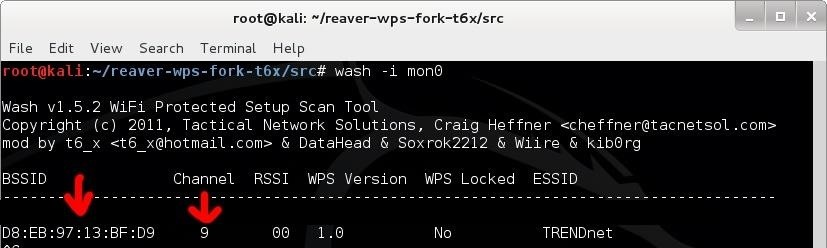 root@kali: ~/reaver-wps-fork-t6x/src
File Edit View Search Terminal Help
root@kali:~/reaver-wps-fork-t6x/src# wash -i mon0
Wash v1.5.2 WiFi Protected Setup Scan Tool
Copyright (c) 2011, Tactical Network Solutions, Craig Heffner <cheffner@tacnetsol.com>
mod by t6_x <t6_x@hotmail.com> & DataHead & Soxrok2212 & Wiire & kib0rg
BSSID Channel RSSI WPS Version WPS Locked ESSID
---------------------------------------------------------------------------------------------------------------
D8:EB:97:13:BF:D9 9 00 1.0 No TRENDnet
^C